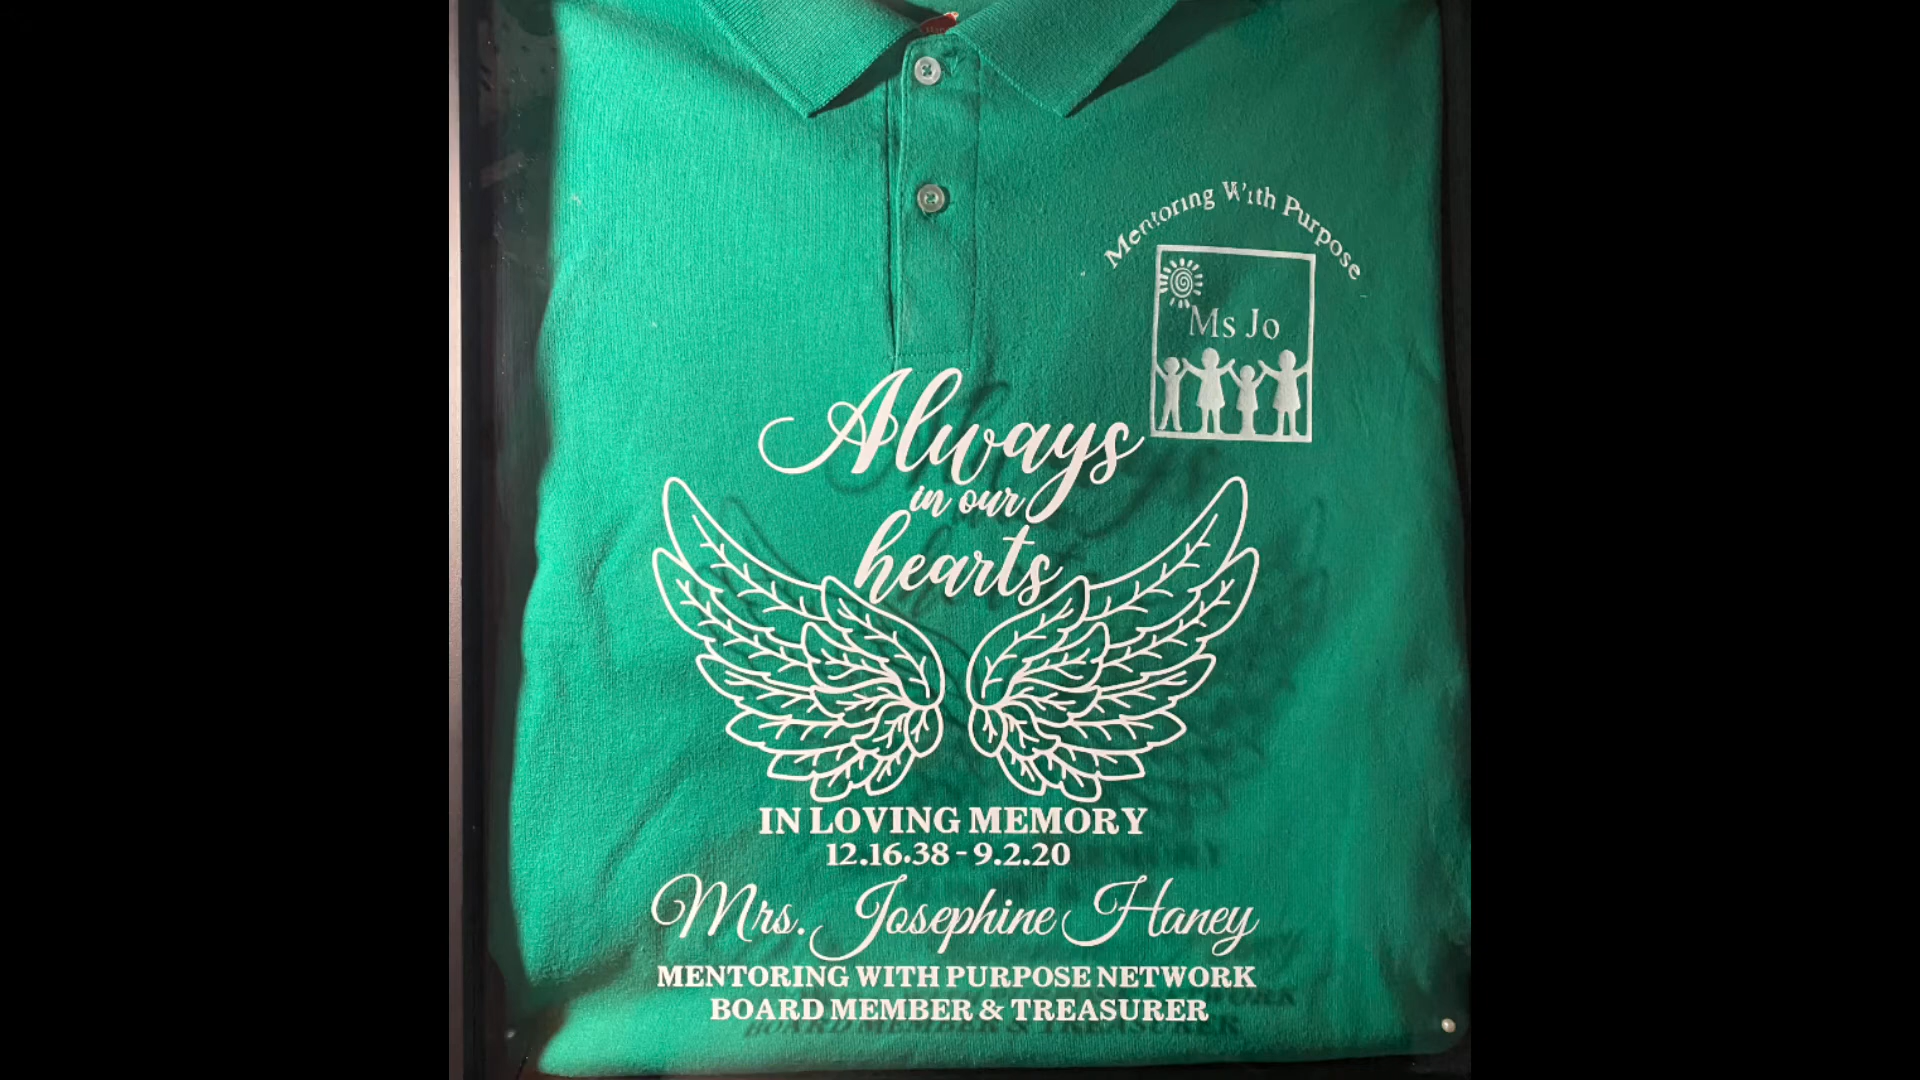 Mentoring With Purpose
Ms Jo
Always
in our
hearts
IN LOVING MEMORY
12.16.38 - 9.2.20
Mrs. Josephine Haney
MENTORING WITH PURPOSE NETWORK
BOARD MEMBER & TREASURER